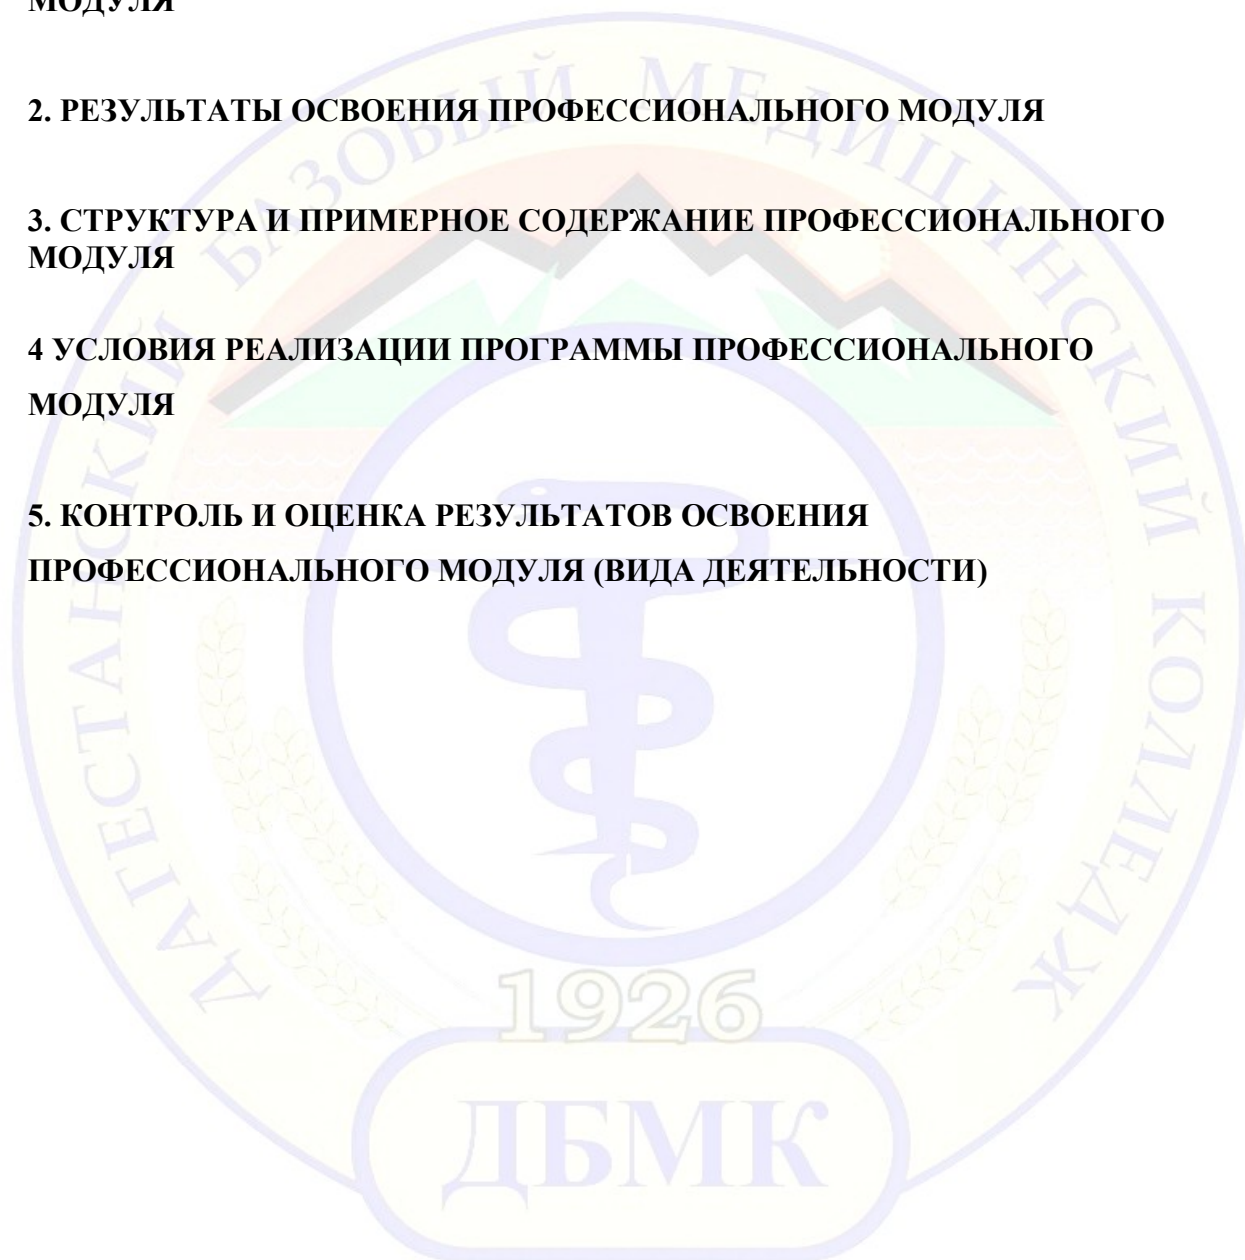 МОДУЛЯ
2. РЕЗУЛЬТАТЫ ОСВОЕНИЯ ПРОФЕССИОНАЛЬНОГО МОДУЛЯ
3. СТРУКТУРА И ПРИМЕРНОЕ СОДЕРЖАНИЕ ПРОФЕССИОНАЛЬНОГО
МОДУЛЯ
4 УСЛОВИЯ РЕАЛИЗАЦИИ ПРОГРАММЫ ПРОФЕССИОНАЛЬНОГО
МОДУЛЯ
5. КОНТРОЛЬ И ОЦЕНКА РЕЗУЛЬТАТОВ ОСВОЕНИЯ
ПРОФЕССИОНАЛЬНОГО МОДУЛЯ (ВИДА ДЕЯТЕЛЬНОСТИ)
ДАГЕСТАНСКИЙ БАЗОВЫЙ МЕДИЦИНСКИЙ КОЛЛЕДЖ
1926
ДБМК